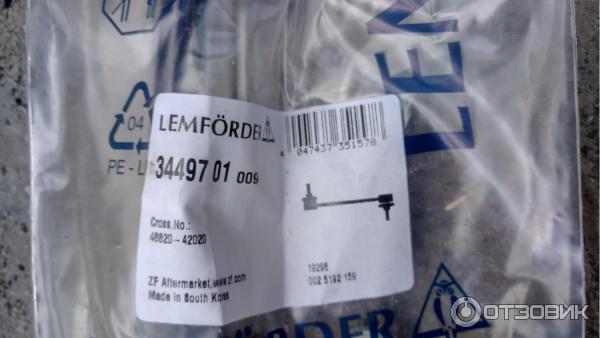 LEMFÖRDER
34497 01 009
Cross.No.:
48820-42020
ZF Aftermarket, www.zf.com
Made in South Korea
4 047437 351578
19296
002 5192 159
04
PE-L
LEM
FÖRDER
ÖRDER
ОТЗОВИК